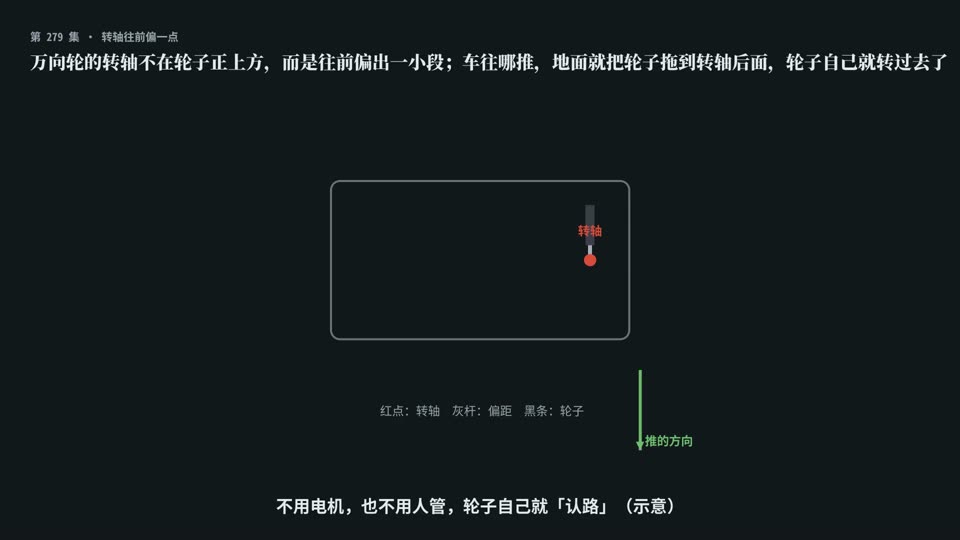 第 279 集 · 转轴往前偏一点
万向轮的转轴不在轮子正上方，而是往前偏出一小段；车往哪推，地面就把轮子拖到转轴后面，轮子自己就转过去了
转轴
红点：转轴 灰杆：偏距 黑条：轮子
推的方向
不用电机，也不用人管，轮子自己就「认路」（示意）